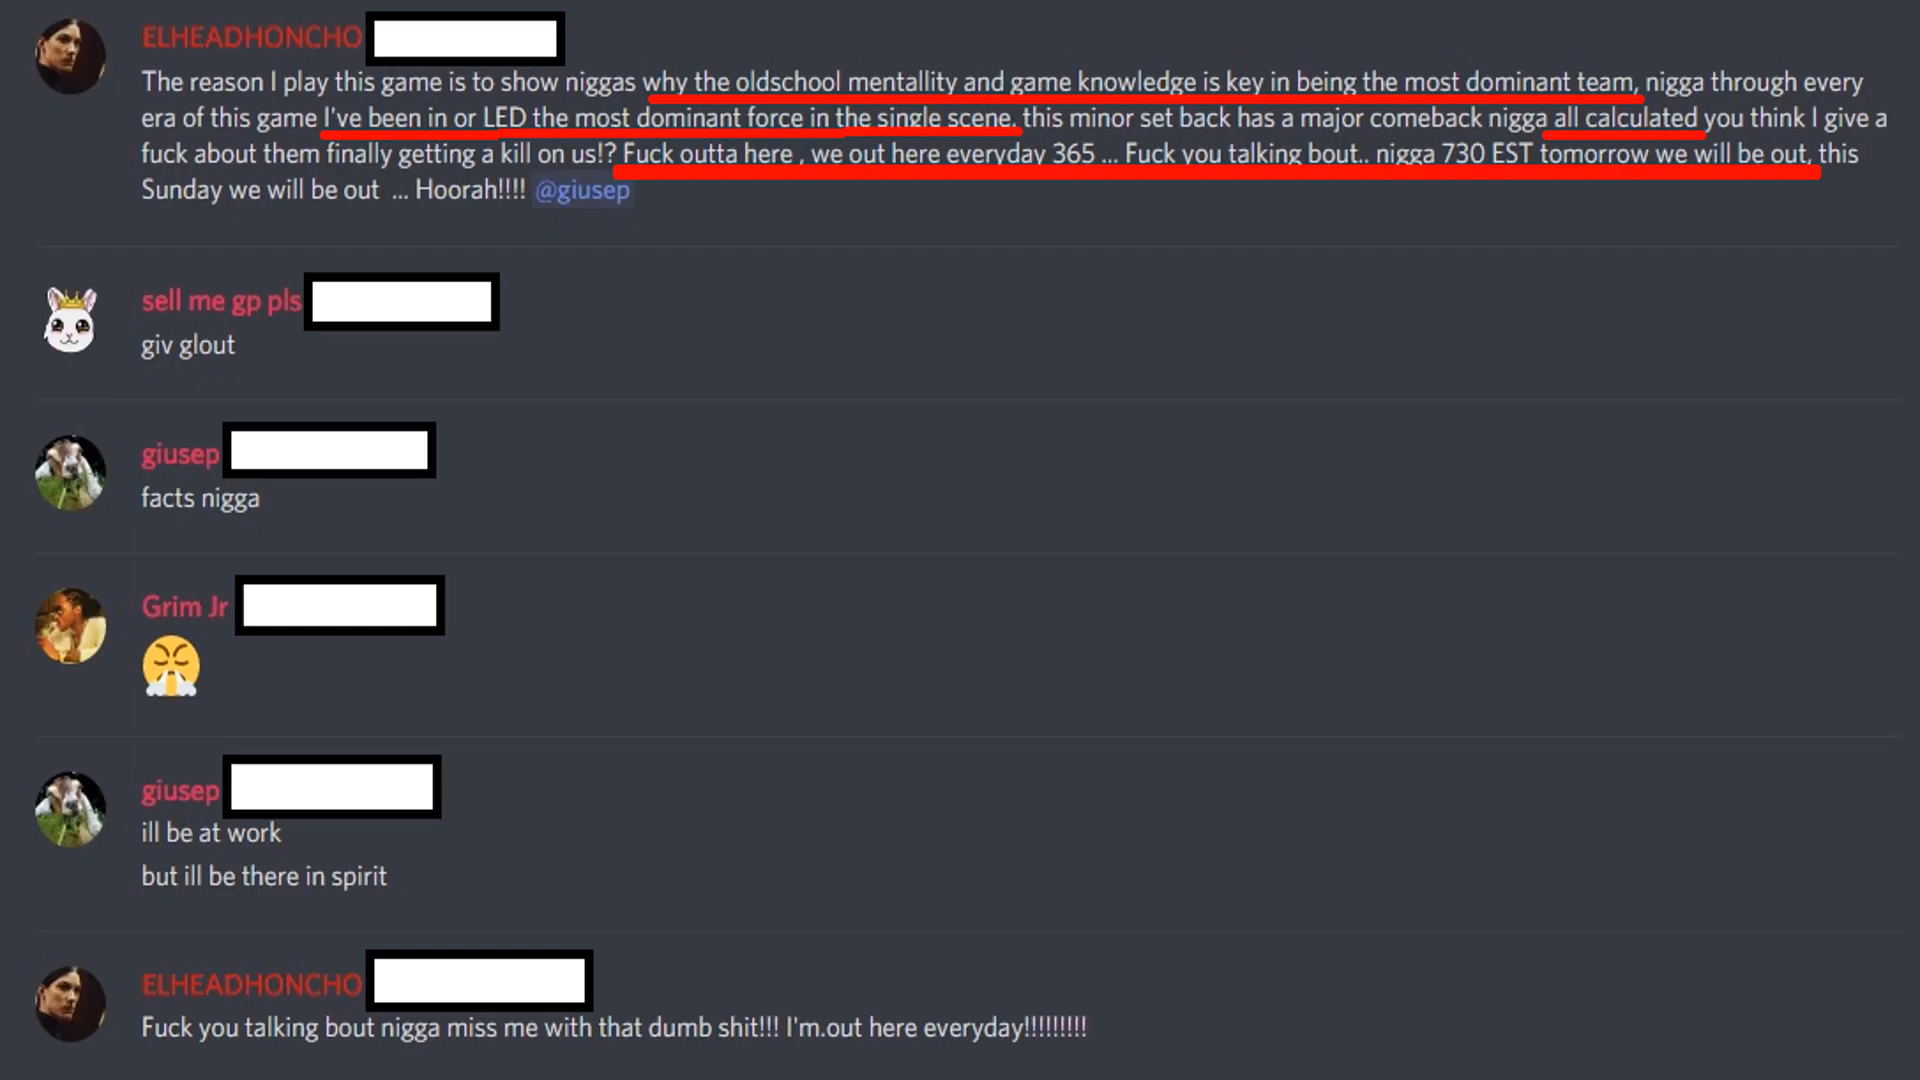 ELHEADHONCHO
The reason I play this game is to show niggas why the oldschool mentallity and game knowledge is key in being the most dominant team, nigga through every
era of this game I've been in or LED the most dominant force in the single scene. this minor set back has a major comeback nigga all calculated you think I give a
fuck about them finally getting a kill on us!? Fuck outta here , we out here everyday 365 ... Fuck you talking bout.. nigga 730 EST tomorrow we will be out, this
Sunday we will be out ... Hoorah!!!! @giusep
sell me gp pls
giv glout
giusep
facts nigga
Grim Jr
giusep
ill be at work
but ill be there in spirit
ELHEADHONCHO
Fuck you talking bout nigga miss me with that dumb shit!!! I'm.out here everyday!!!!!!!!!